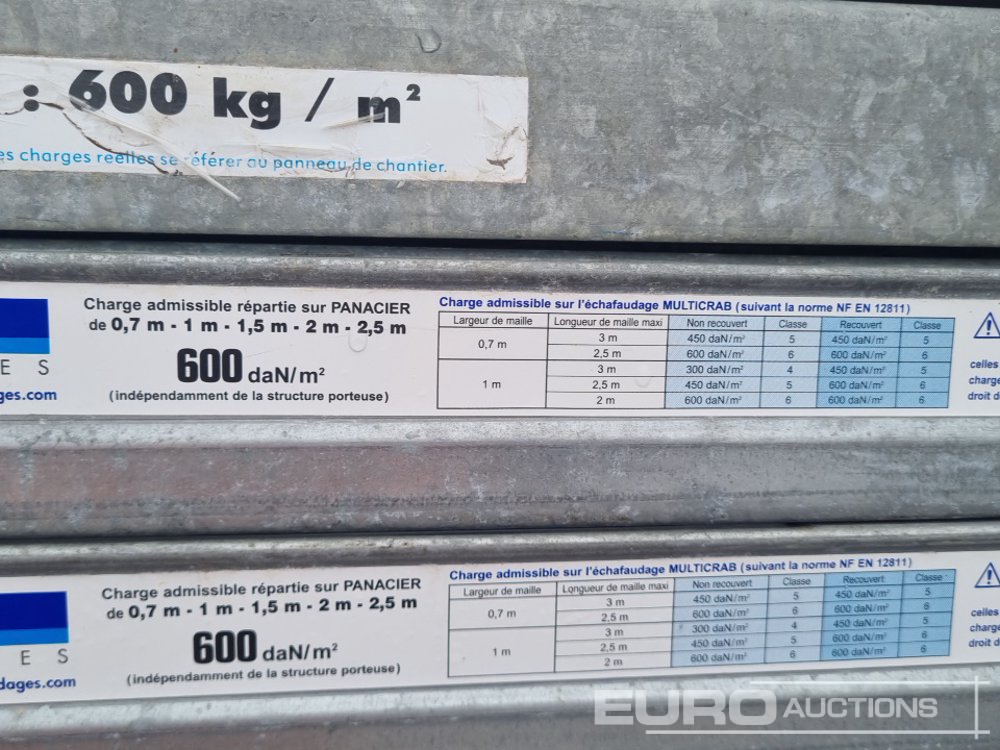 : 600 kg / m²
es charges réelles se référer au panneau de chantier.
E S
ages.com
Charge admissible répartie sur PANACIER
de 0,7 m - 1 m - 1,5 m - 2 m - 2,5 m
600 daN/m²
(indépendamment de la structure porteuse)
Charge admissible sur l'échafaudage MULTICRAB (suivant la norme NF EN 12811)
Largeur de maille Longueur de maille maxi Non recouvert Classe Recouvert Classe
0,7 m 3 m 450 daN/m² 5 450 daN/m² 5
2,5 m 600 daN/m² 6 600 daN/m² 6
1 m 3 m 300 daN/m² 4 450 daN/m² 5
2,5 m 450 daN/m² 5 600 daN/m² 6
2 m 600 daN/m² 6 600 daN/m² 6
celles
charge
droit d
E S
dages.com
Charge admissible répartie sur PANACIER
de 0,7 m - 1 m - 1,5 m - 2 m - 2,5 m
600 daN/m²
(indépendamment de la structure porteuse)
Charge admissible sur l'échafaudage MULTICRAB (suivant la norme NF EN 12811)
Largeur de maille Longueur de maille maxi Non recouvert Classe Recouvert Classe
0,7 m 3 m 450 daN/m² 5 450 daN/m² 5
2,5 m 600 daN/m² 6 600 daN/m² 6
1 m 3 m 300 daN/m² 4 450 daN/m² 5
2,5 m 450 daN/m² 5 600 daN/m² 6
2 m 600 daN/m² 6 600 daN/m² 6
celles
charge
droit de
EURO AUCTIONS